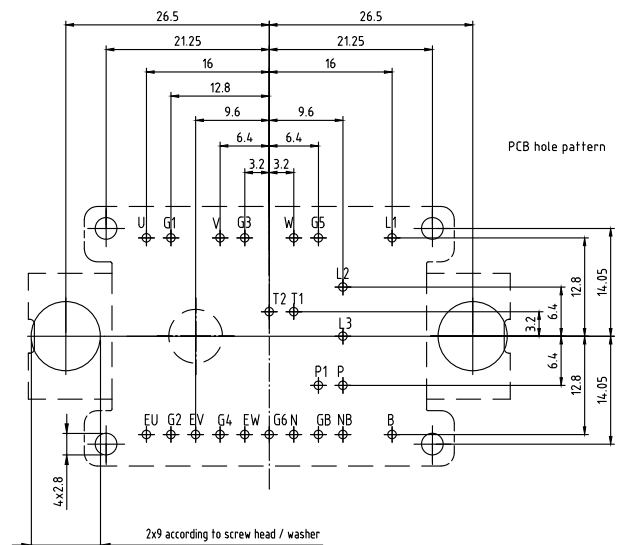 26.5 26.5
21.25 21.25
16 16
12.8
9.6 9.6
6.4 6.4
3.2 3.2
PCB hole pattern
U G1 V G3 W G5 L1
L2
T2 T1
L3
P1 P
EU G2 EV G4 EW G6 N GB NB B
12.8
14.05
6.4
3.2
6.4
12.8
14.05
4x2.8
2x9 according to screw head / washer